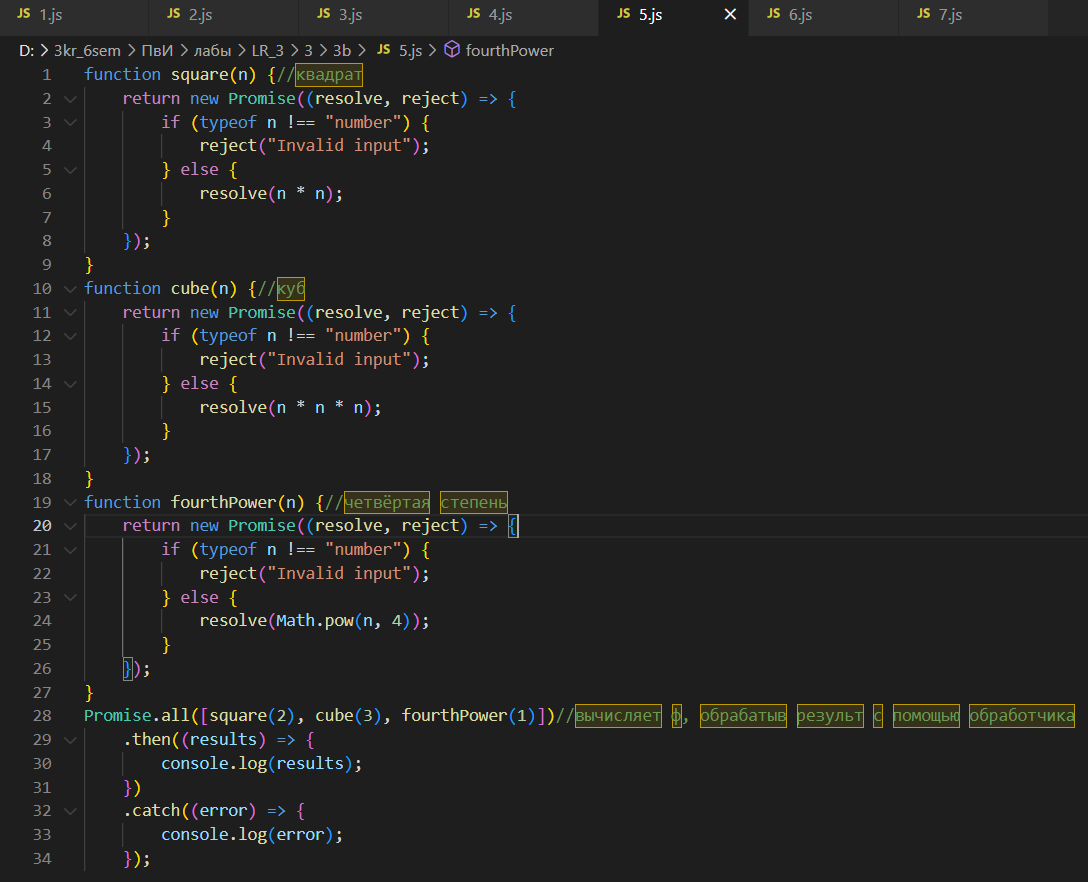 JS 1.js JS 2.js JS 3.js JS 4.js JS 5.js × JS 6.js JS 7.js
D: > 3kr_6sem > ПвИ > лабы > LR_3 > 3 > 3b > JS 5.js > fourthPower
1 function square(n) {//квадрат
2 return new Promise((resolve, reject) => {
3 if (typeof n !== "number") {
4 reject("Invalid input");
5 } else {
6 resolve(n * n);
7 }
8 });
9 }
10 function cube(n) {//куб
11 return new Promise((resolve, reject) => {
12 if (typeof n !== "number") {
13 reject("Invalid input");
14 } else {
15 resolve(n * n * n);
16 }
17 });
18 }
19 function fourthPower(n) {//четвёртая степень
20 return new Promise((resolve, reject) => {
21 if (typeof n !== "number") {
22 reject("Invalid input");
23 } else {
24 resolve(Math.pow(n, 4));
25 }
26 });
27 }
28 Promise.all([square(2), cube(3), fourthPower(1)])//вычисляет ф, обрабатыв результ с помощью обработчика
29 .then((results) => {
30 console.log(results);
31 })
32 .catch((error) => {
33 console.log(error);
34 });